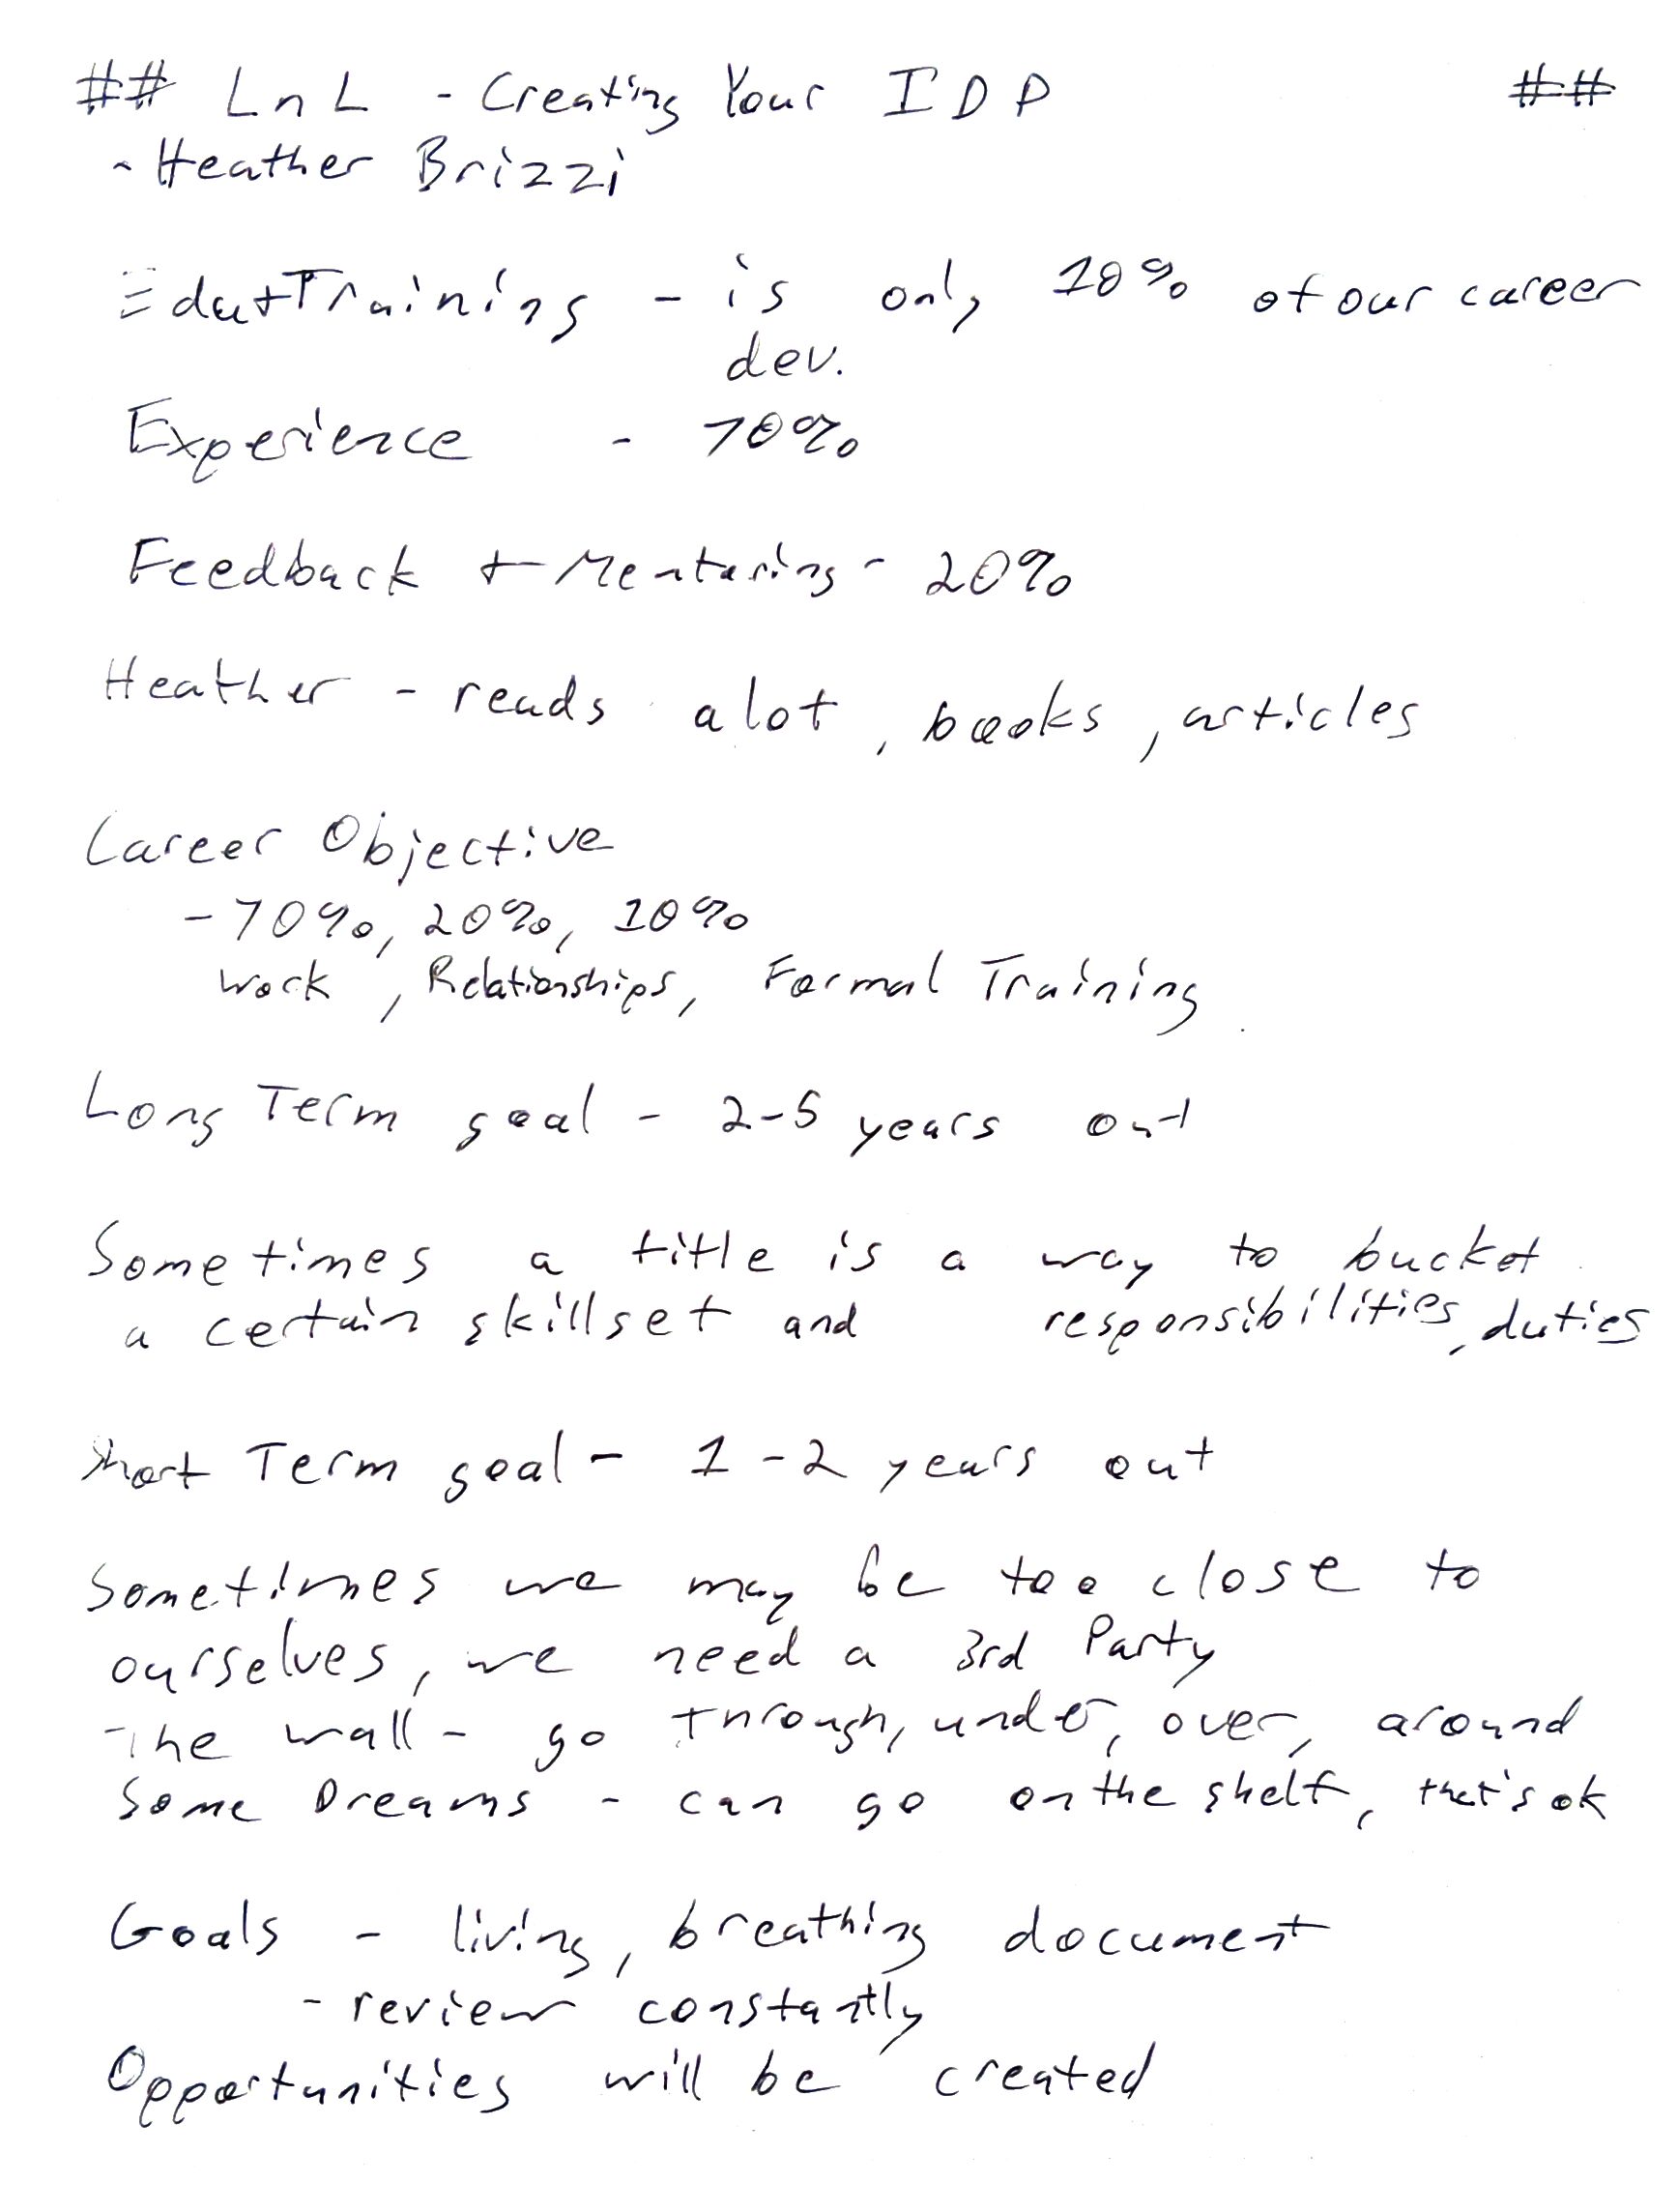 ## LnL - Creating Your IDP ##
- Heather Brizzi
Edu+Training - is only 10% of our career
dev.
Experience - 70%
Feedback + Mentoring - 20%
Heather - reads alot, books, articles
Career Objective
- 70%, 20%, 10%
Work, Relationships, Formal Training
Long Term goal - 2-5 years out
Sometimes a title is a way to bucket
a certain skillset and responsibilities, duties
Short Term goal - 1-2 years out
Sometimes we may be too close to
ourselves, we need a 3rd Party
The wall - go through, under, over, around
Some Dreams - can go on the shelf, that's ok
Goals - living, breathing document
- review constantly
Opportunities will be created